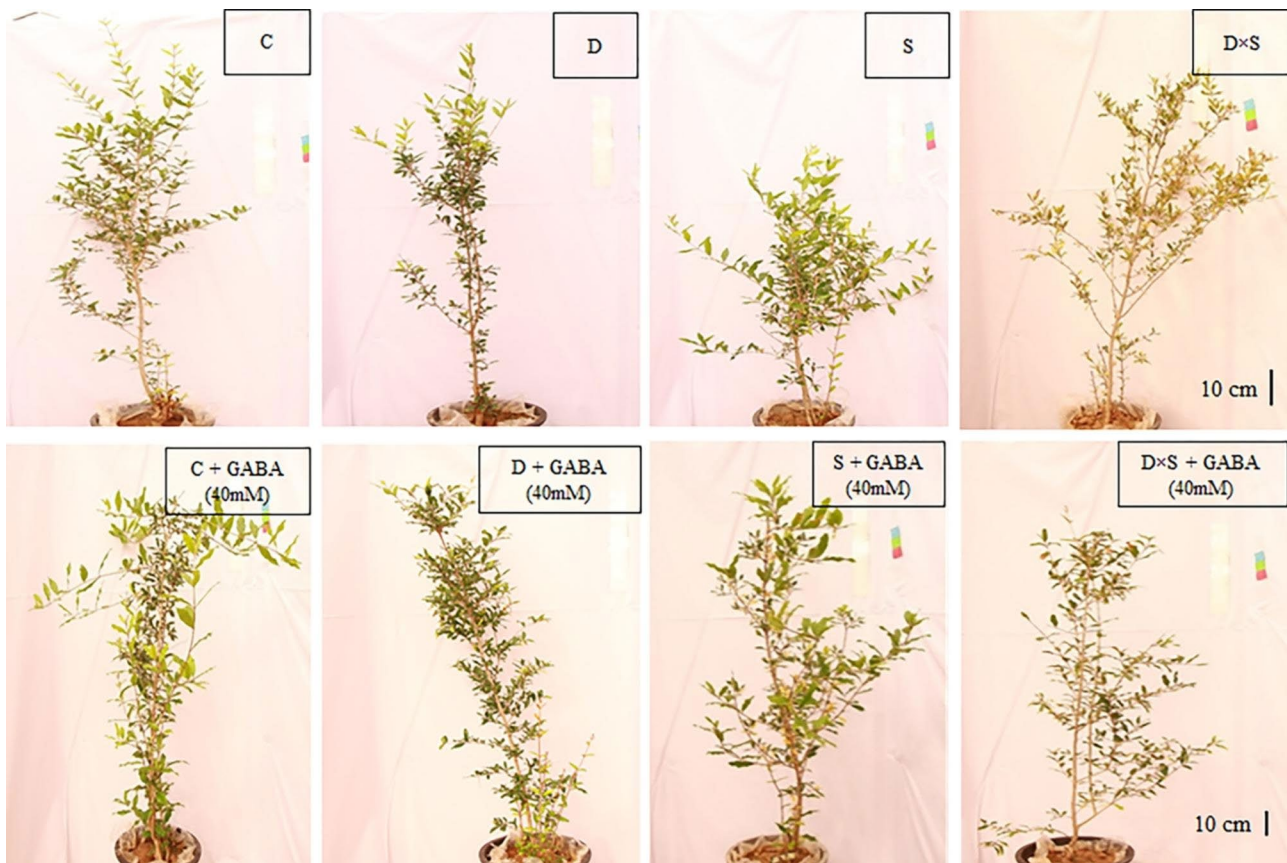 C
D
S
D×S
10 cm
C + GABA
(40mM)
D + GABA
(40mM)
S + GABA
(40mM)
D×S + GABA
(40mM)
10 cm